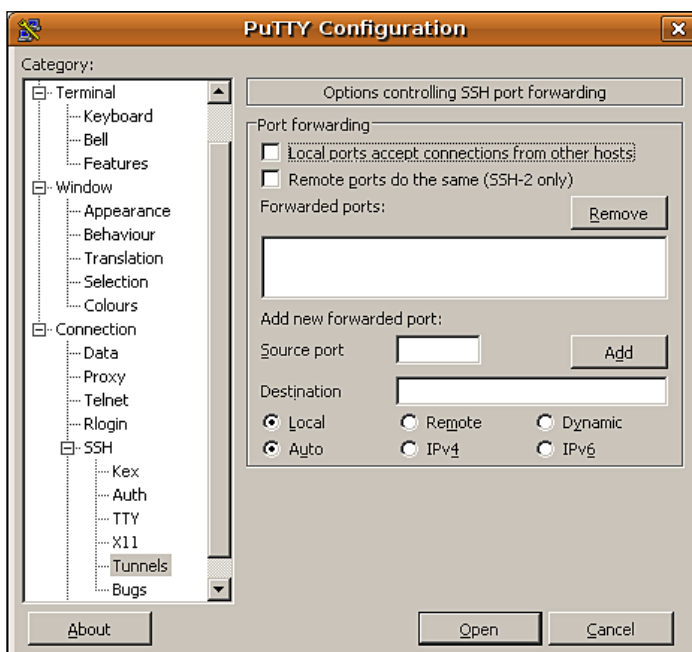 PuTTY Configuration
Category:
Terminal
Keyboard
Bell
Features
Window
Appearance
Behaviour
Translation
Selection
Colours
Connection
Data
Proxy
Telnet
Rlogin
SSH
Kex
Auth
TTY
X11
Tunnels
Bugs
Options controlling SSH port forwarding
Port forwarding
Local ports accept connections from other hosts
Remote ports do the same (SSH-2 only)
Forwarded ports:
Remove
Add new forwarded port:
Source port
Add
Destination
Local Remote Dynamic
Auto IPv4 IPv6
About
Open
Cancel